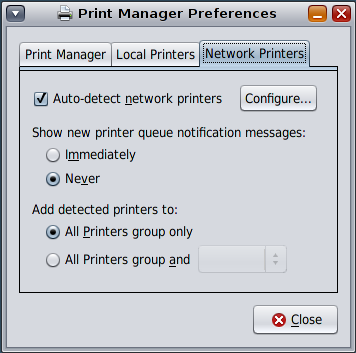 Print Manager Preferences
Print Manager Local Printers Network Printers
Auto-detect network printers Configure...
Show new printer queue notification messages:
Immediately
Never
Add detected printers to:
All Printers group only
All Printers group and
Close